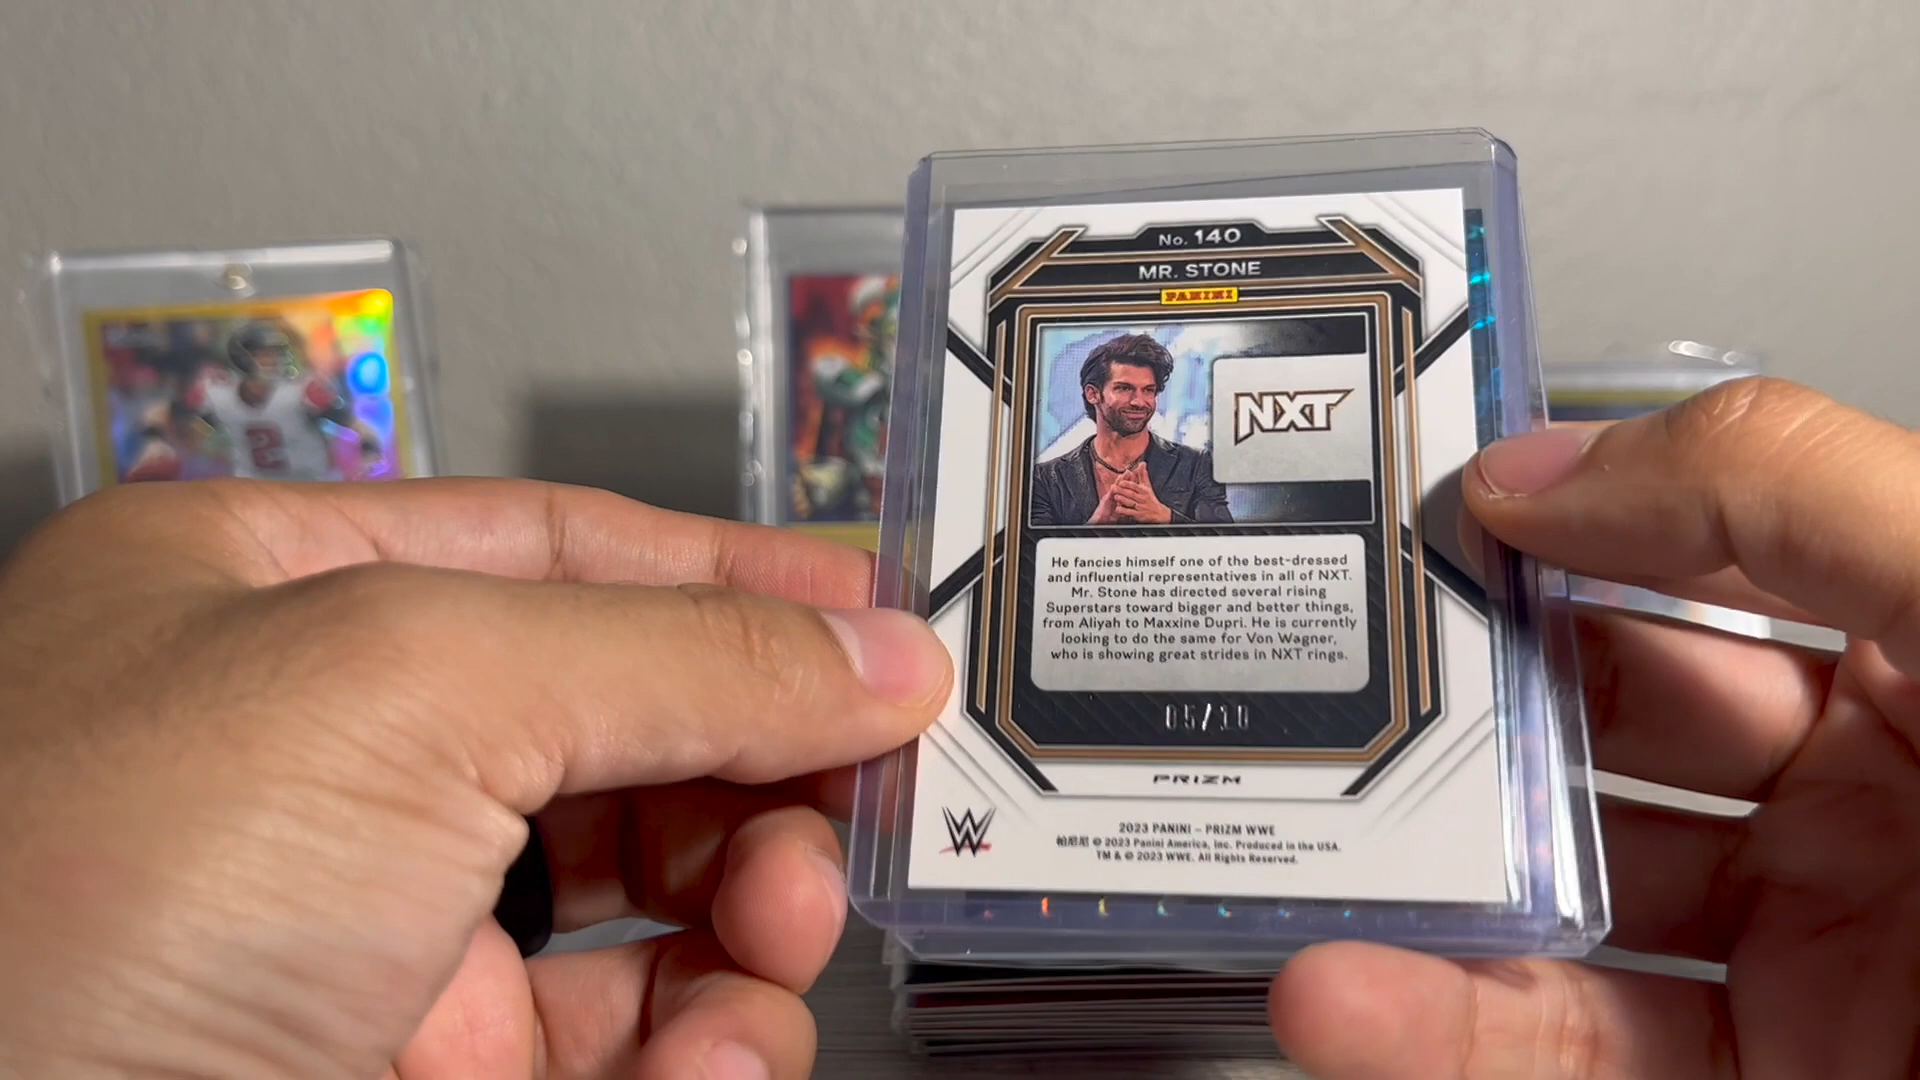 No. 140
MR. STONE
PANINI
NXT
He fancies himself one of the best-dressed
and influential representatives in all of NXT.
Mr. Stone has directed several rising
Superstars toward bigger and better things,
from Aliyah to Maxxine Dupri. He is currently
looking to do the same for Von Wagner,
who is showing great strides in NXT rings.
05/10
PRIZM
W
2023 PANINI – PRIZM WWE
帕尼尼 © 2023 Panini America, Inc. Produced in the USA.
TM & © 2023 WWE. All Rights Reserved.
2